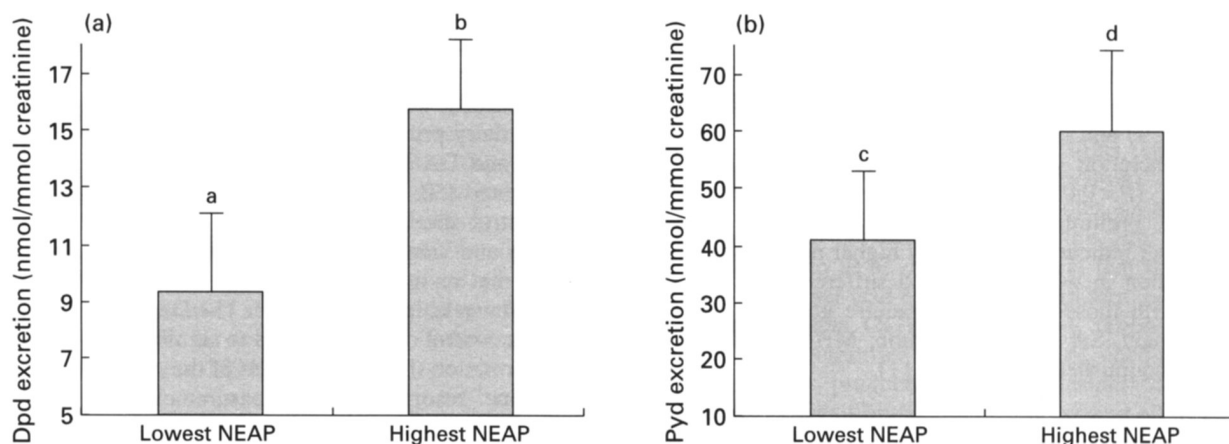 (a)
b
a
17
15
13
11
9
7
5
Dpd excretion (nmol/mmol creatinine)
Lowest NEAP
Highest NEAP
(b)
d
c
70
60
50
40
30
20
10
Pyd excretion (nmol/mmol creatinine)
Lowest NEAP
Highest NEAP